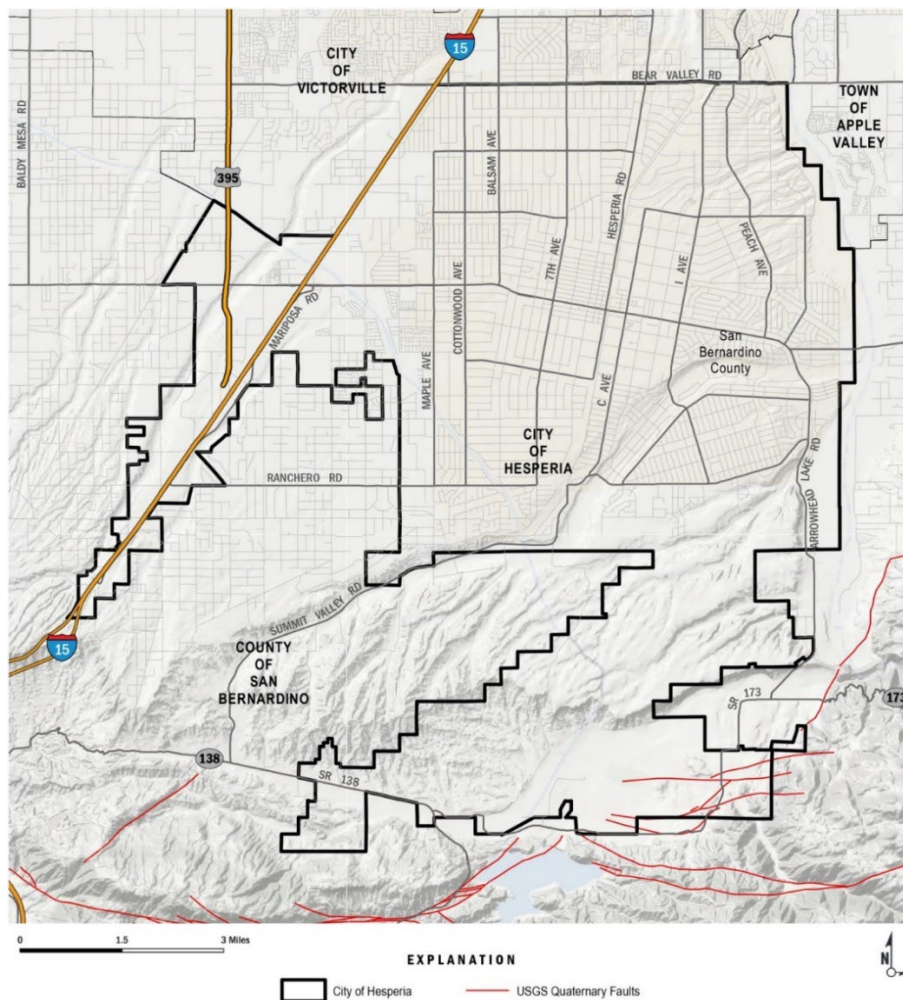 15
CITY
OF
VICTORVILLE
BEAR VALLEY RD
TOWN
OF
APPLE
VALLEY
BALDY MESA RD
395
BALSAM AVE
HESPERIA RD
7TH AVE
I AVE
PEACH AVE
MARIPOSA RD
COTTONWOOD AVE
MAPLE AVE
San
Bernardino
County
C AVE
CITY
OF
HESPERIA
RANCHERO RD
ARROWHEAD LAKE RD
SUMMIT VALLEY RD
15
COUNTY
OF
SAN
BERNARDINO
SR 173
173
138
SR 138
0 1.5 3 Miles
EXPLANATION
N
City of Hesperia
USGS Quaternary Faults